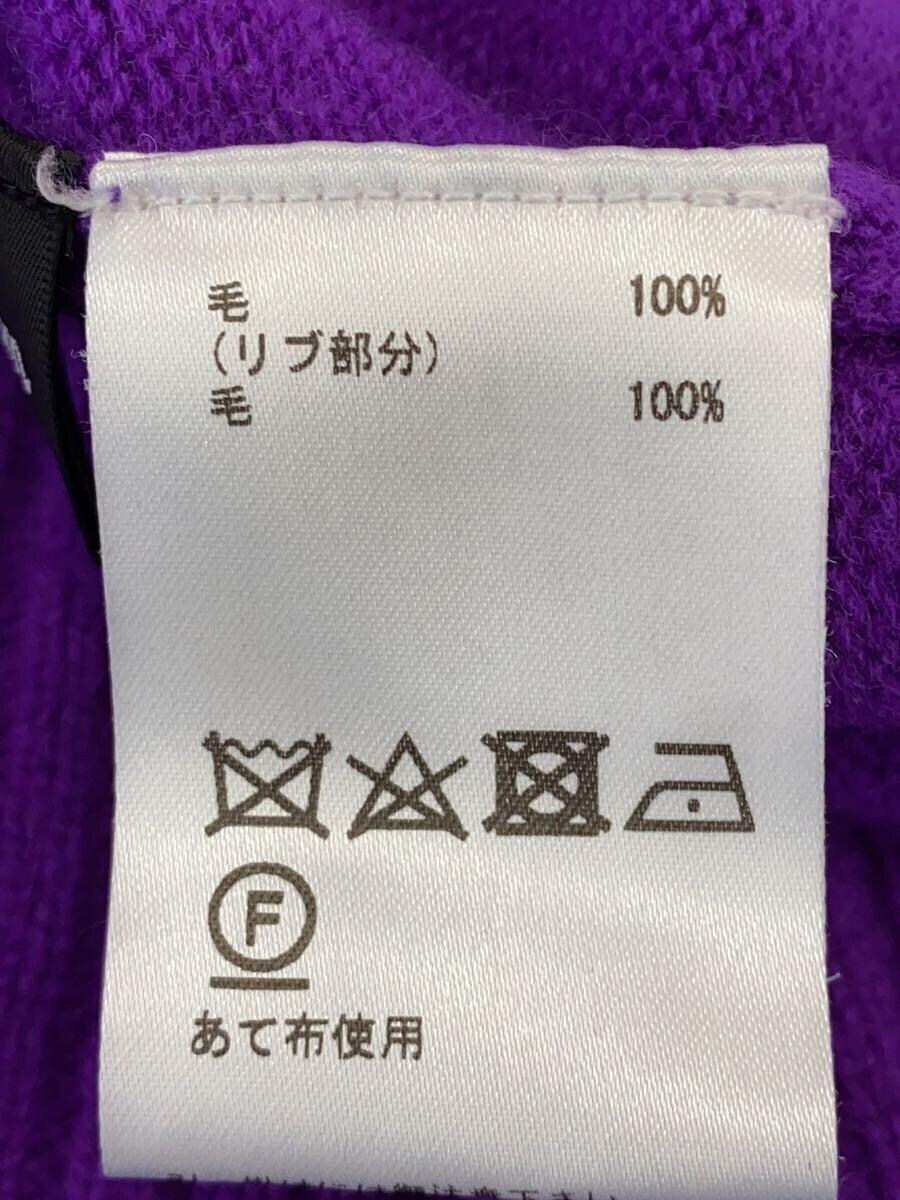 毛 100%
(リブ部分)
毛 100%
F
あて布使用